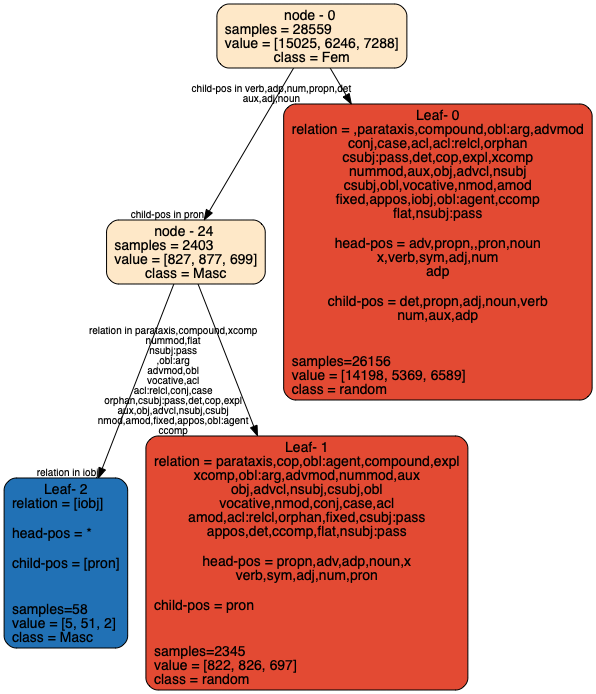 node - 0
samples = 28559
value = [15025, 6246, 7288]
class = Fem
child-pos in verb,adp,num,propn,det
aux,adj,noun
Leaf- 0
relation = ,parataxis,compound,obl:arg,advmod
conj,case,acl,acl:relcl,orphan
csubj:pass,det,cop,expl,xcomp
nummod,aux,obj,advcl,nsubj
csubj,obl,vocative,nmod,amod
fixed,appos,iobj,obl:agent,ccomp
flat,nsubj:pass
head-pos = adv,propn,,pron,noun
x,verb,sym,adj,num
adp
child-pos = det,propn,adj,noun,verb
num,aux,adp
samples=26156
value = [14198, 5369, 6589]
class = random
child-pos in pron
node - 24
samples = 2403
value = [827, 877, 699]
class = Masc
relation in parataxis,compound,xcomp
nummod,flat
nsubj:pass
,obl:arg
advmod,obl
vocative,acl
acl:relcl,conj,case
orphan,csubj:pass,det,cop,expl
aux,obj,advcl,nsubj,csubj
nmod,amod,fixed,appos,obl:agent
ccomp
Leaf- 1
relation = parataxis,cop,obl:agent,compound,expl
xcomp,obl:arg,advmod,nummod,aux
obj,advcl,nsubj,csubj,obl
vocative,nmod,conj,case,acl
amod,acl:relcl,orphan,fixed,csubj:pass
appos,det,ccomp,flat,nsubj:pass
head-pos = propn,adv,adp,noun,x
verb,sym,adj,num,pron
child-pos = pron
samples=2345
value = [822, 826, 697]
class = random
relation in iobj
Leaf- 2
relation = [iobj]
head-pos = *
child-pos = [pron]
samples=58
value = [5, 51, 2]
class = Masc